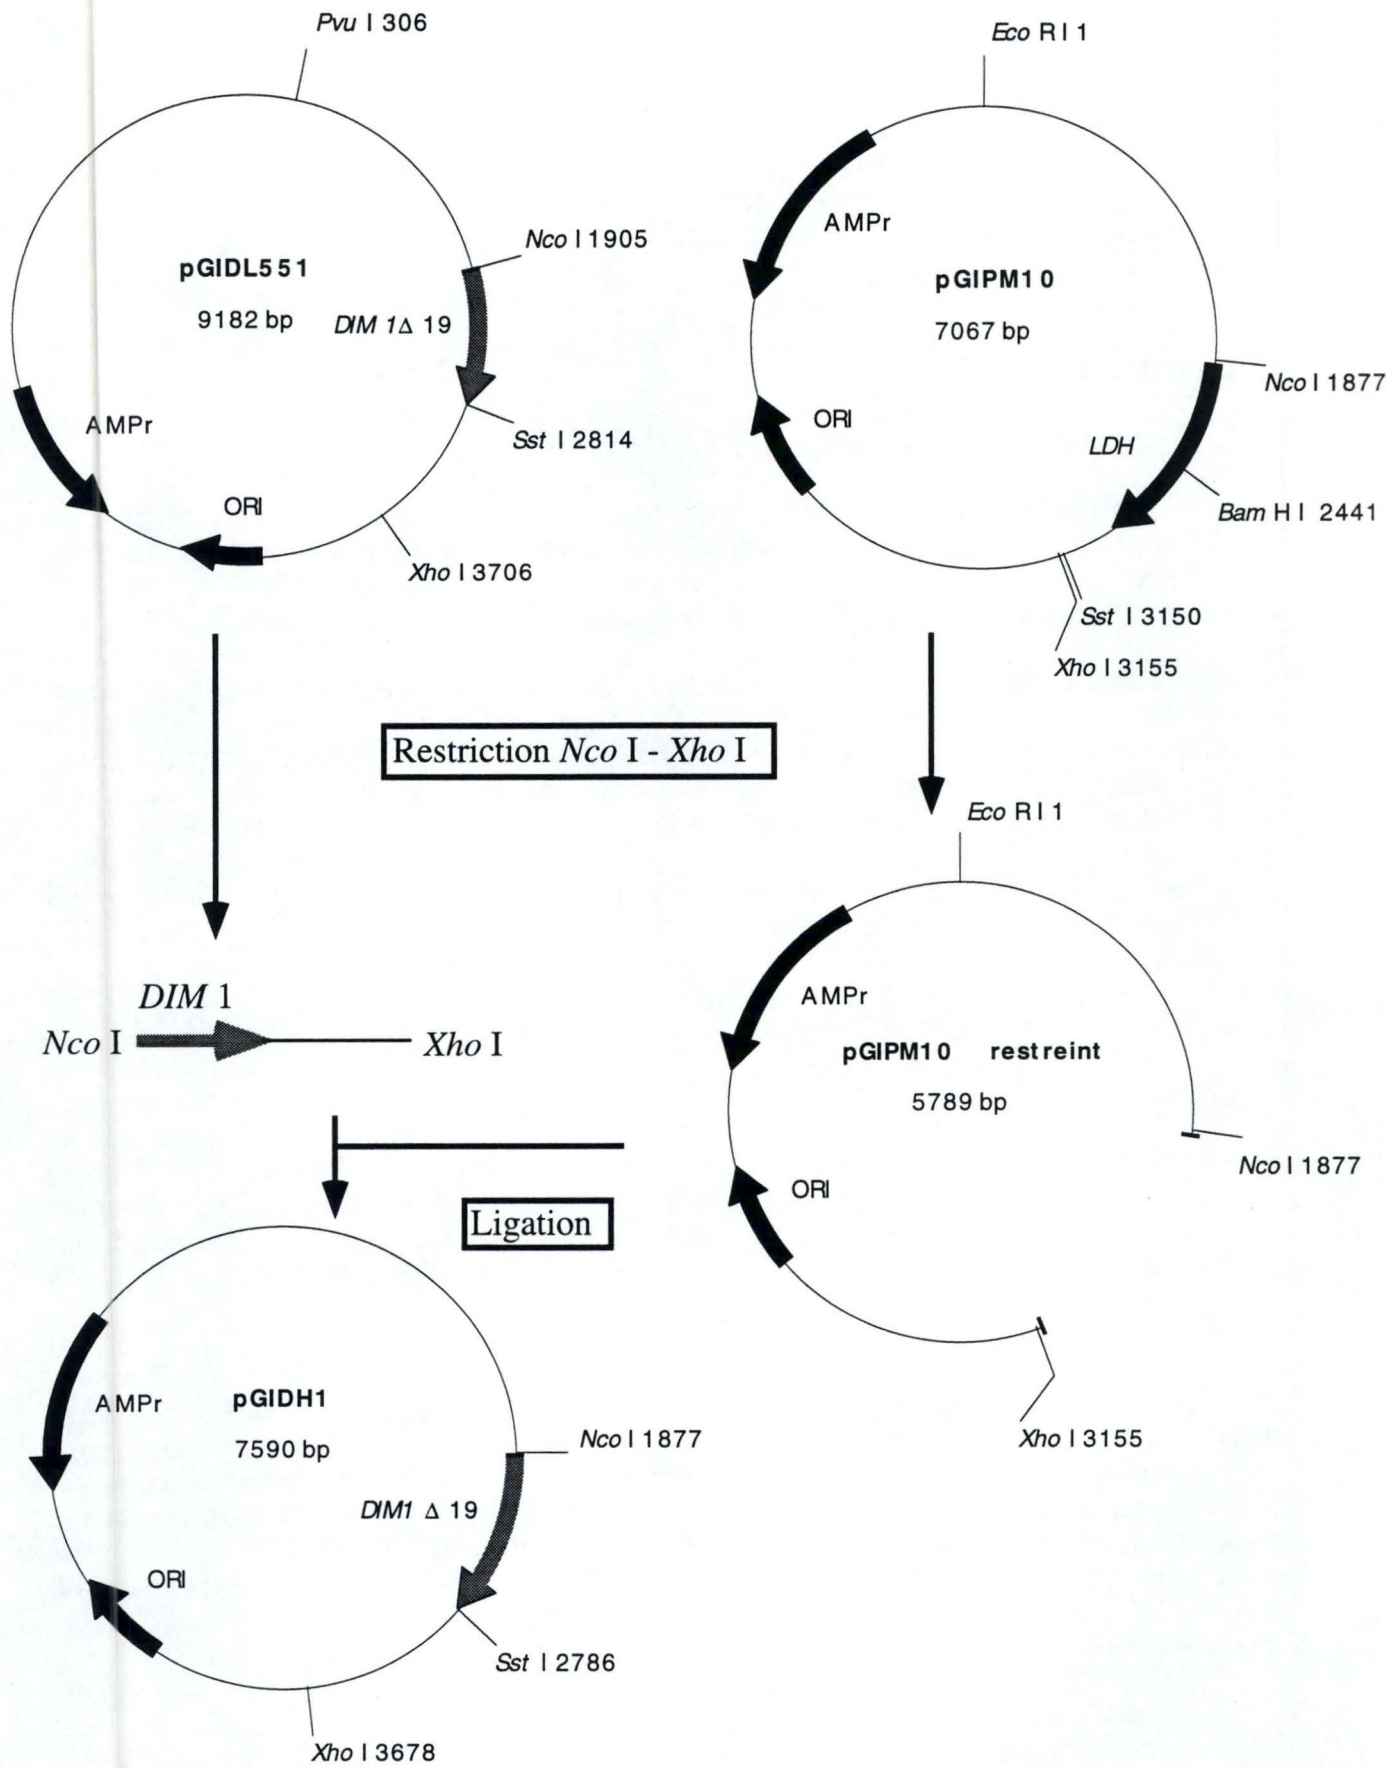 Pvu I 306
Nco I 1905
pGIDL551
9182 bp
DIM 1Δ 19
AMPr
Sst I 2814
ORI
Xho I 3706
Eco R I 1
AMPr
pGIPM10
7067 bp
Nco I 1877
ORI
LDH
Bam H I 2441
Sst I 3150
Xho I 3155
Restriction Nco I - Xho I
DIM 1
Nco I
Xho I
Eco R I 1
AMPr
pGIPM10 restreint
5789 bp
Nco I 1877
ORI
Xho I 3155
Ligation
AMPr
pGIDH1
7590 bp
Nco I 1877
DIM1 Δ 19
ORI
Sst I 2786
Xho I 3678